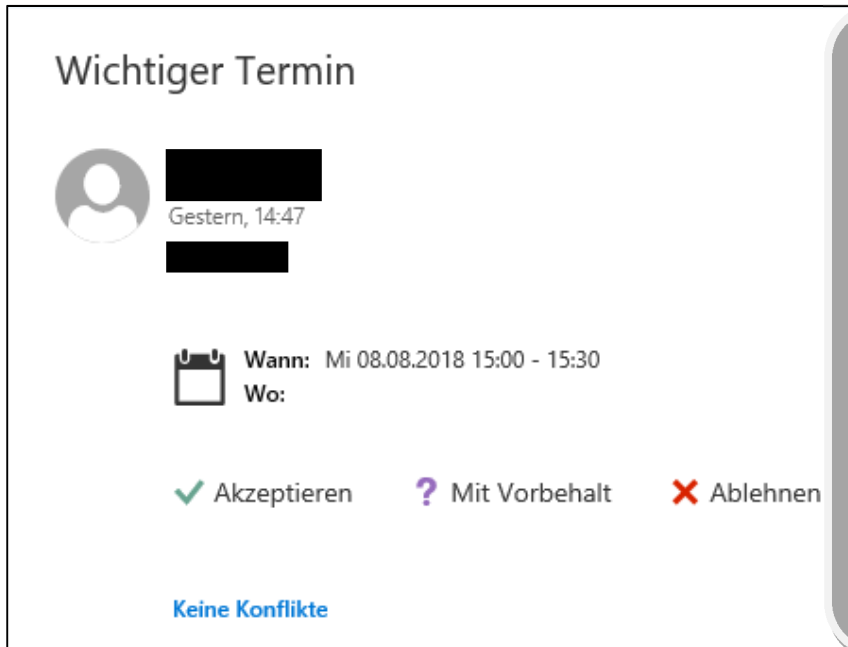 Wichtiger Termin
Gestern, 14:47
Wann: Mi 08.08.2018 15:00 - 15:30
Wo:
Akzeptieren ? Mit Vorbehalt Ablehnen
Keine Konflikte